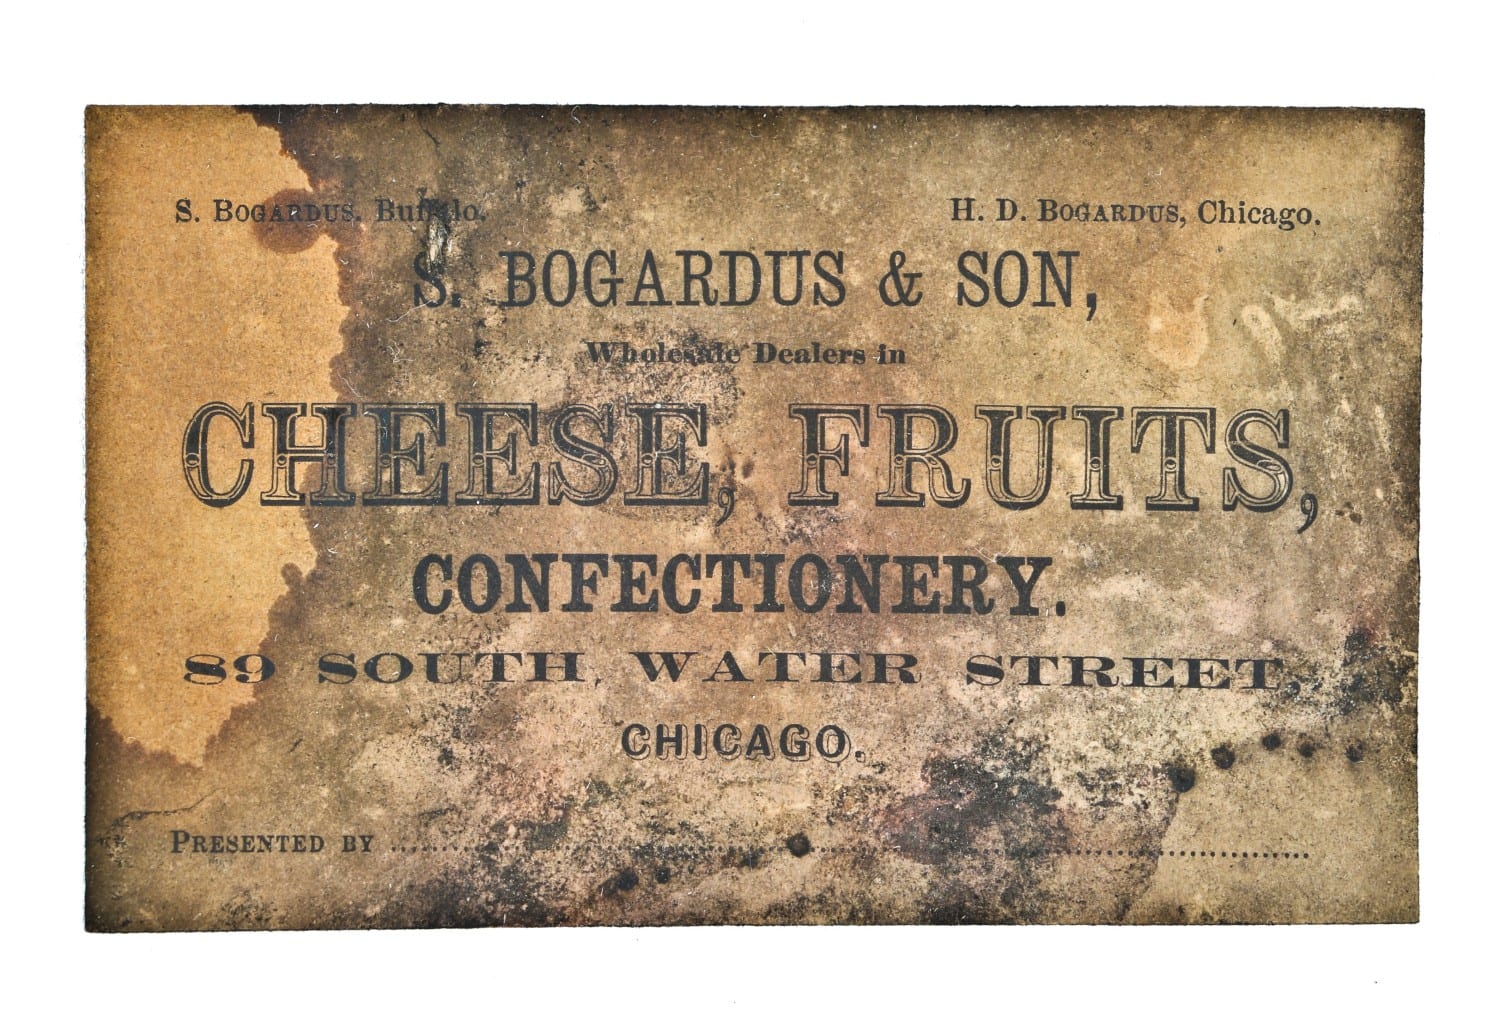 S. BOGARDUS, Buffalo. H. D. BOGARDUS, Chicago.
S. BOGARDUS & SON,
Wholesale Dealers in
CHEESE, FRUITS,
CONFECTIONERY.
89 SOUTH WATER STREET,
CHICAGO.
PRESENTED BY